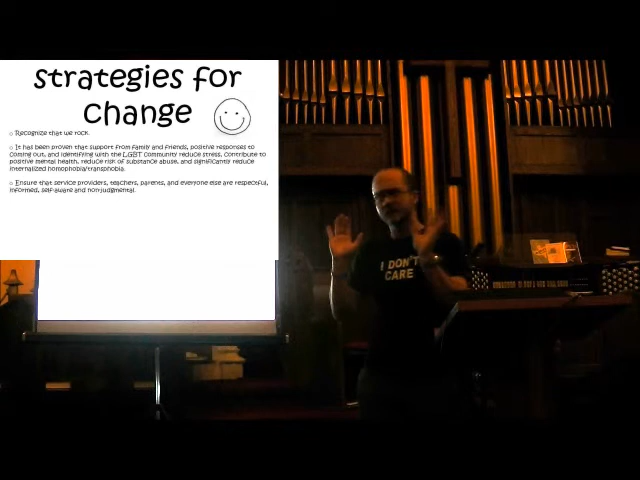 strategies for
change
○ Recognize that we rock.
○ It has been proven that support from family and friends, positive responses to
coming out, and identifying with the LGBT community reduce stress, contribute to
positive mental health, reduce risk of substance abuse, and significantly reduce
internalized homophobia/transphobia.
○ Ensure that service providers, teachers, parents, and everyone else are respectful,
informed, self-aware and non-judgmental.
I DON'T
CARE